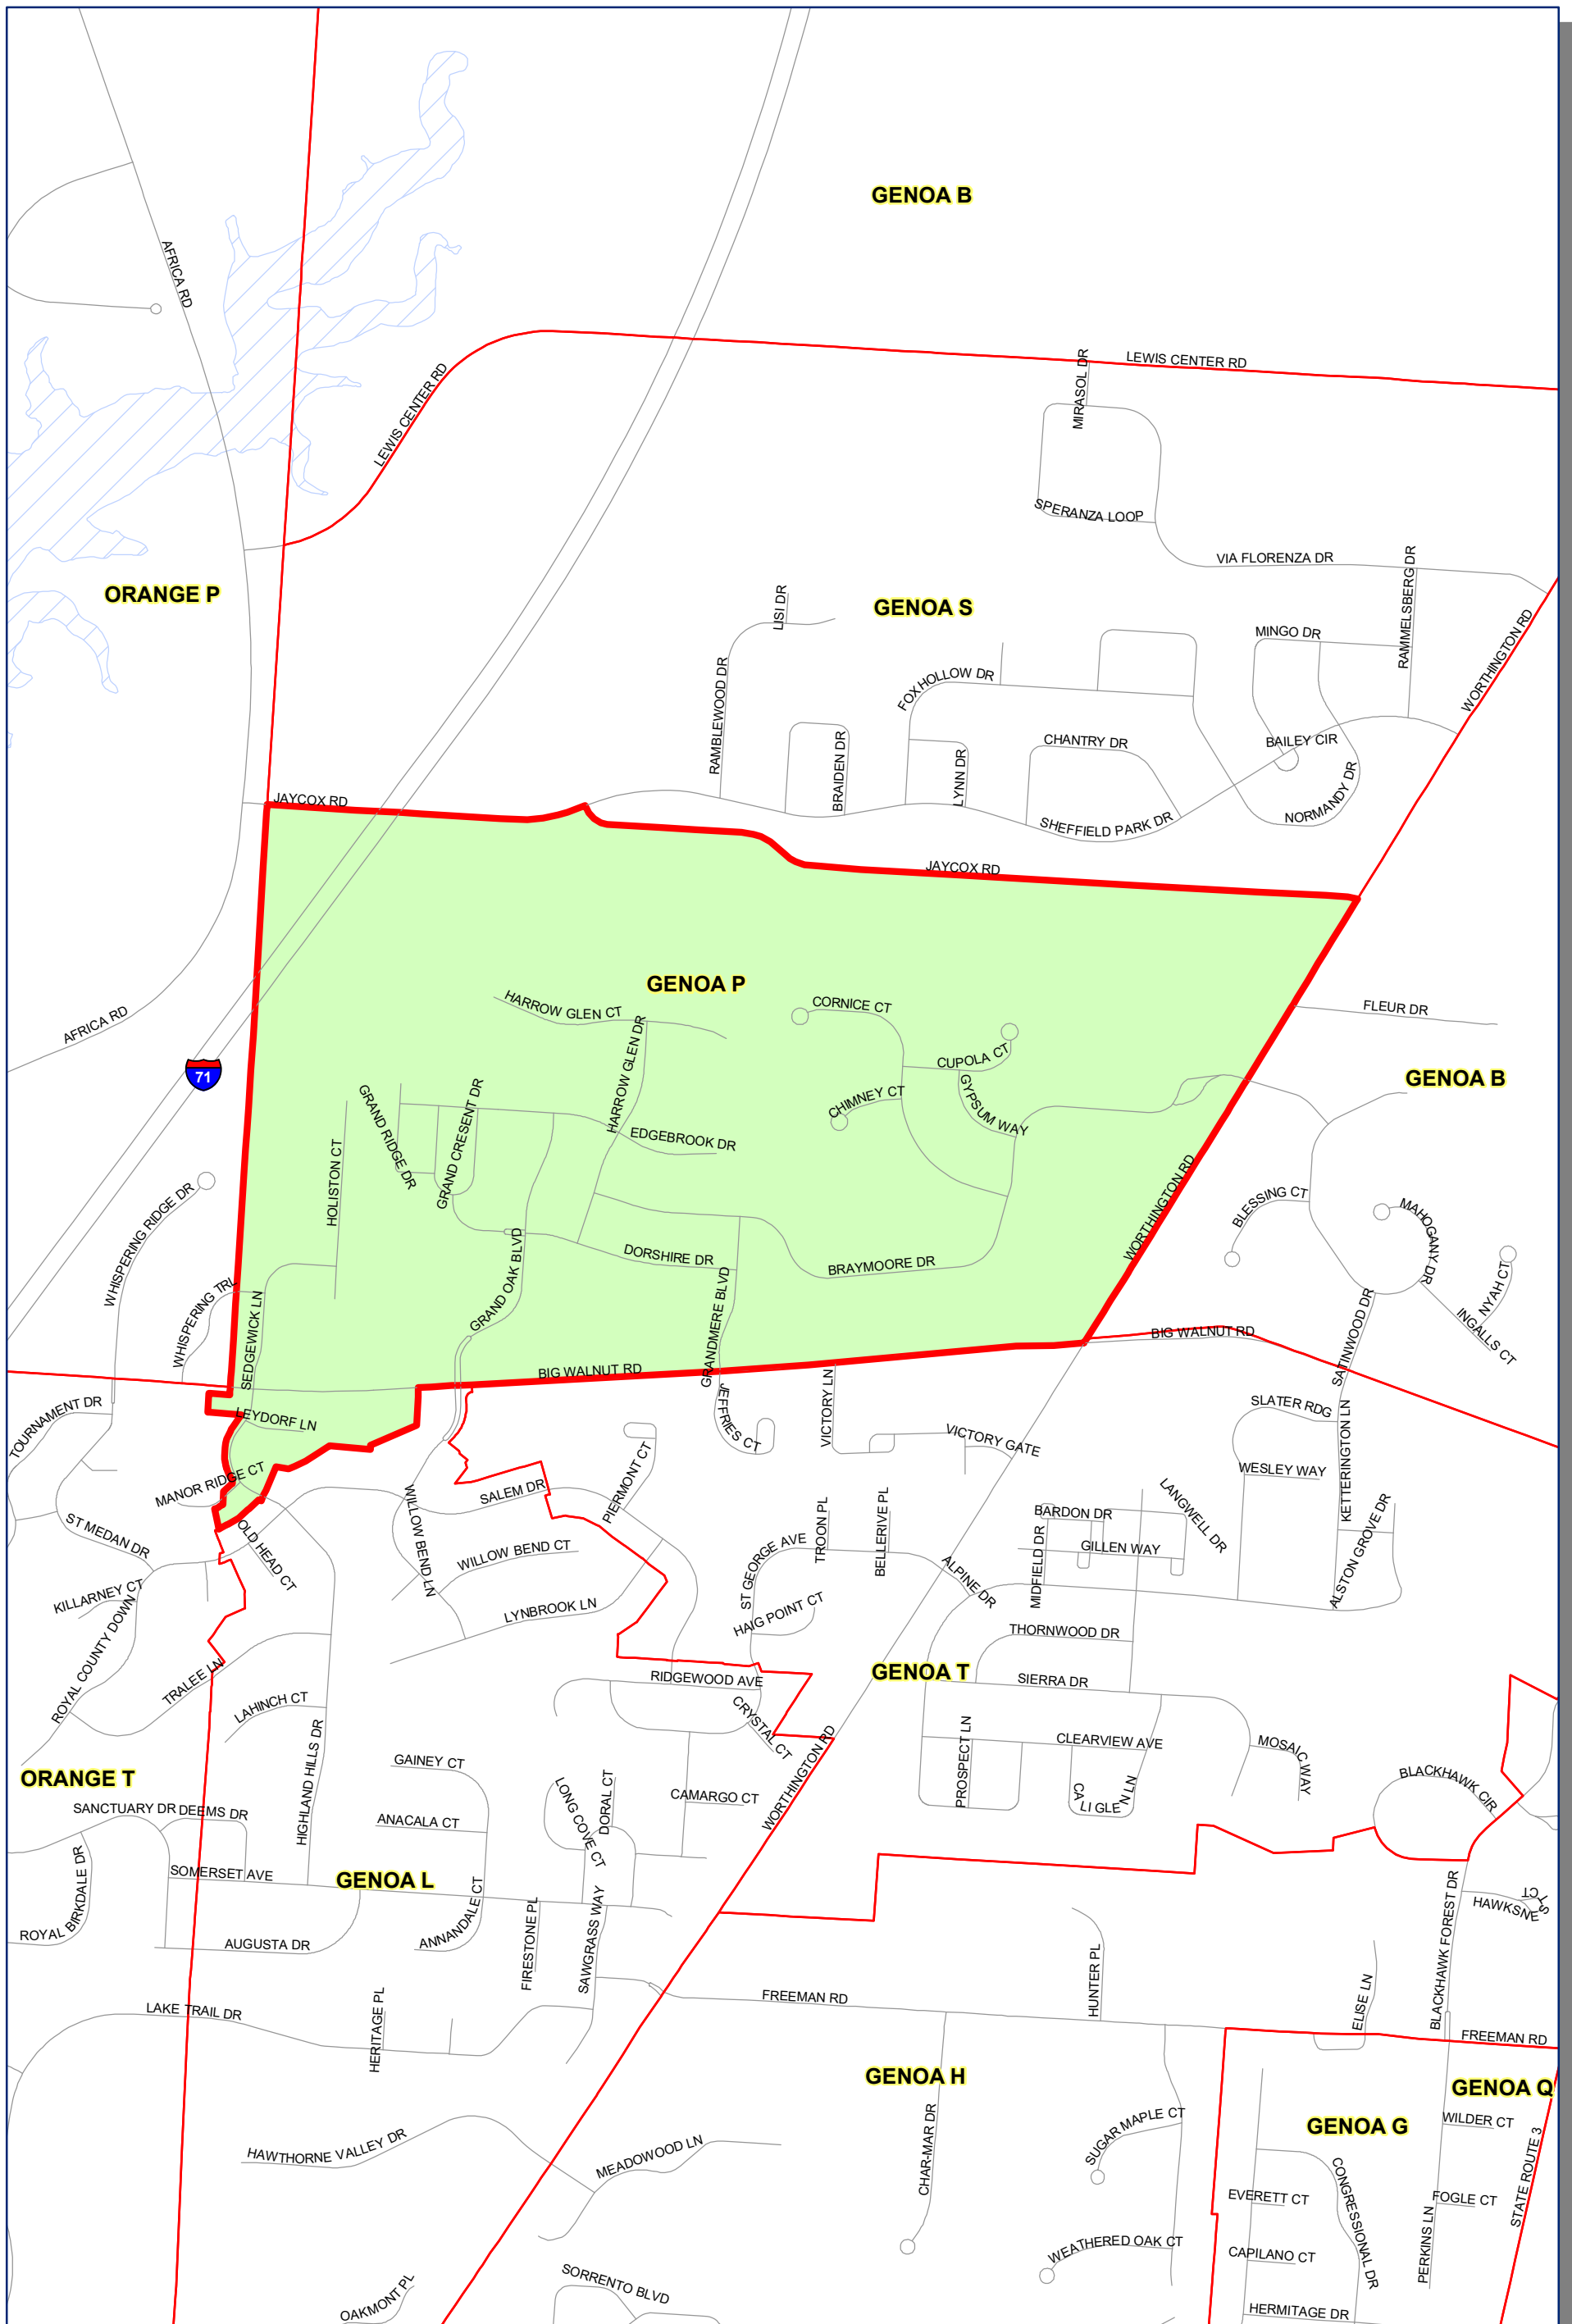 GENOA B
AFRICA RD
LEWIS CENTER RD
MIRASOL DR
LEWIS CENTER RD
SPERANZA LOOP
VIA FLORENZA DR
RAMMELSBERG DR
ORANGE P
LISI DR
GENOA S
MINGO DR
WORTHINGTON RD
RAMBLEWOOD DR
FOX HOLLOW DR
BRAIDEN DR
LYNN DR
CHANTRY DR
BAILEY CIR
NORMANDY DR
JAYCOX RD
SHEFFIELD PARK DR
JAYCOX RD
GENOA P
HARROW GLEN CT
CORNICE CT
FLEUR DR
AFRICA RD
71
HARROW GLEN DR
CUPOLA CT
GENOA B
GRAND RIDGE DR
GRAND CRESENT DR
CHIMNEY CT
GYPSUM WAY
EDGEBROOK DR
HOLISTON CT
WHISPERING RIDGE DR
WORTHINGTON RD
BLESSING CT
MAHOGANY DR
DORSHIRE DR
BRAYMOORE DR
GRAND OAK BLVD
NYAH CT
WHISPERING TRL
SEDGEWICK LN
GRANDMERE BLVD
INGALLS CT
BIG WALNUT RD
SATINWOOD DR
BIG WALNUT RD
TOURNAMENT DR
LEYDORF LN
JEFFRIES CT
VICTORY LN
SLATER RDG
VICTORY GATE
KETTERINGTON LN
MANOR RIDGE CT
WILLOW BEND LN
SALEM DR
PIERMONT CT
WESLEY WAY
LANGWELL DR
ST MEDAN DR
OLD HEAD CT
WILLOW BEND CT
TROON PL
BELLERIVE PL
BARDON DR
GILLEN WAY
ST GEORGE AVE
ALPINE DR
MIDFIELD DR
ALSTON GROVE DR
KILLARNEY CT
LYNBROOK LN
HAIG POINT CT
THORNWOOD DR
ROYAL COUNTY DOWN
TRALEE LN
RIDGEWOOD AVE
GENOA T
SIERRA DR
LAHINCH CT
CRYSTAL CT
HIGHLAND HILLS DR
GAINEY CT
WORTHINGTON RD
PROSPECT LN
CLEARVIEW AVE
MOSAIC WAY
ORANGE T
LONG COVE CT
DORAL CT
CAMARGO CT
CALLIGLEN LN
BLACKHAWK CIR
SANCTUARY DR
DEEMS DR
ANACALA CT
SOMERSET AVE
GENOA L
ROYAL BIRKDALE DR
ANNANDALE CT
FIRESTONE PL
SAWGRASS WAY
BLACKHAWK FOREST DR
AUGUSTA DR
HUNTER PL
ELISE LN
LAKE TRAIL DR
HERITAGE PL
FREEMAN RD
FREEMAN RD
GENOA H
GENOA Q
WILDER CT
GENOA G
HAWTHORNE VALLEY DR
MEADOWOOD LN
CHAR-MAR DR
SUGAR MAPLE CT
CONGRESSIONAL DR
EVERETT CT
FOGLE CT
STATE ROUTE 3
PERKINS LN
WEATHERED OAK CT
CAPILANO CT
SORRENTO BLVD
OAKMONT PL
HERMITAGE DR